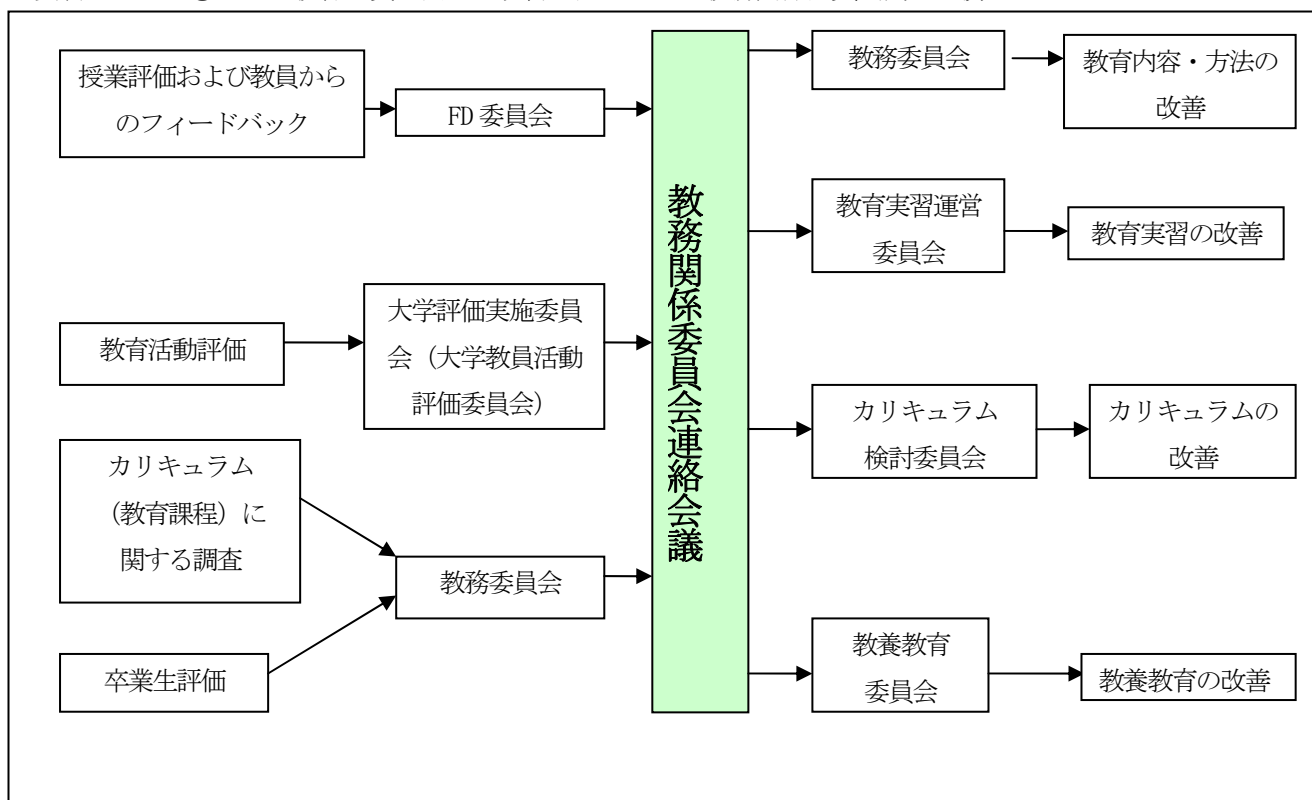 授業評価および教員から
のフィードバック
FD 委員会
教育活動評価
大学評価実施委員
会（大学教員活動
評価委員会）
カリキュラム
（教育課程）に
関する調査
教務委員会
卒業生評価
教務関係委員会連絡会議
教務委員会
教育内容・方法の
改善
教育実習運営
委員会
教育実習の改善
カリキュラム
検討委員会
カリキュラムの
改善
教養教育
委員会
教養教育の改善